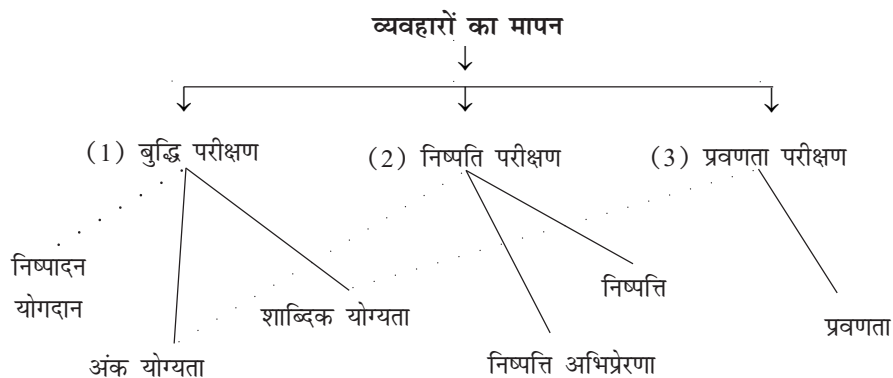 व्यवहारों का मापन
(1) बुद्धि परीक्षण
(2) निष्पति परीक्षण
(3) प्रवणता परीक्षण
निष्पादन
योगदान
अंक योग्यता
शाब्दिक योग्यता
निष्पत्ति अभिप्रेरणा
निष्पत्ति
प्रवणता